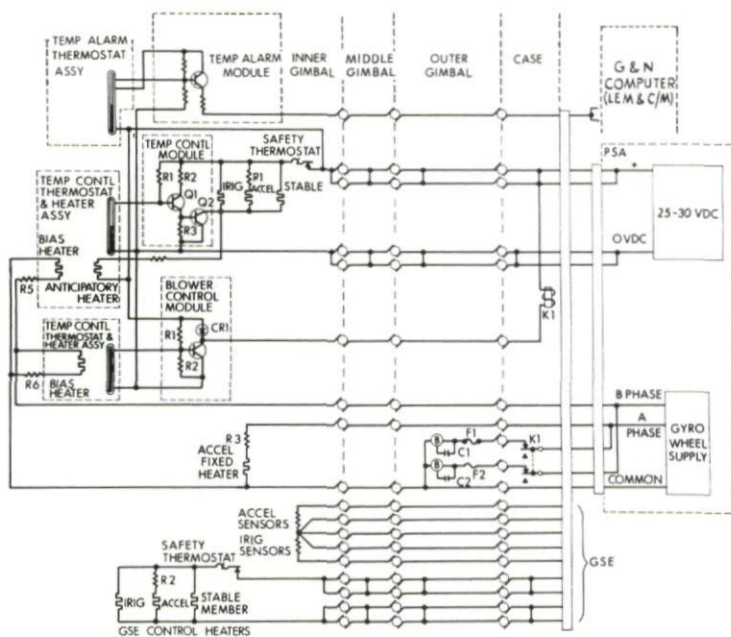 TEMP ALARM
THERMOSTAT
ASSY
TEMP ALARM
MODULE
INNER
GIMBAL
MIDDLE
GIMBAL
OUTER
GIMBAL
CASE
G & N
COMPUTER
(LEM & C/M)
TEMP CONTL
MODULE
SAFETY
THERMOSTAT
PSA
+
25-30 VDC
0 VDC
TEMP CONTL
THERMOSTAT
& HEATER
ASSY
R1
R2
Q1
Q2
R3
IRIG
R1
ACCEL
STABLE
BIAS
HEATER
R5
ANTICIPATORY
HEATER
BLOWER
CONTROL
MODULE
K1
TEMP CONTL
THERMOSTAT &
HEATER ASSY
R1
CR1
R2
R6
BIAS
HEATER
B PHASE
A
PHASE
GYRO
WHEEL
SUPPLY
COMMON
R3
ACCEL
FIXED
HEATER
B
F1
C1
K1
B
F2
C2
ACCEL
SENSORS
IRIG
SENSORS
GSE
SAFETY
THERMOSTAT
IRIG
R2
ACCEL
STABLE
MEMBER
GSE CONTROL HEATERS